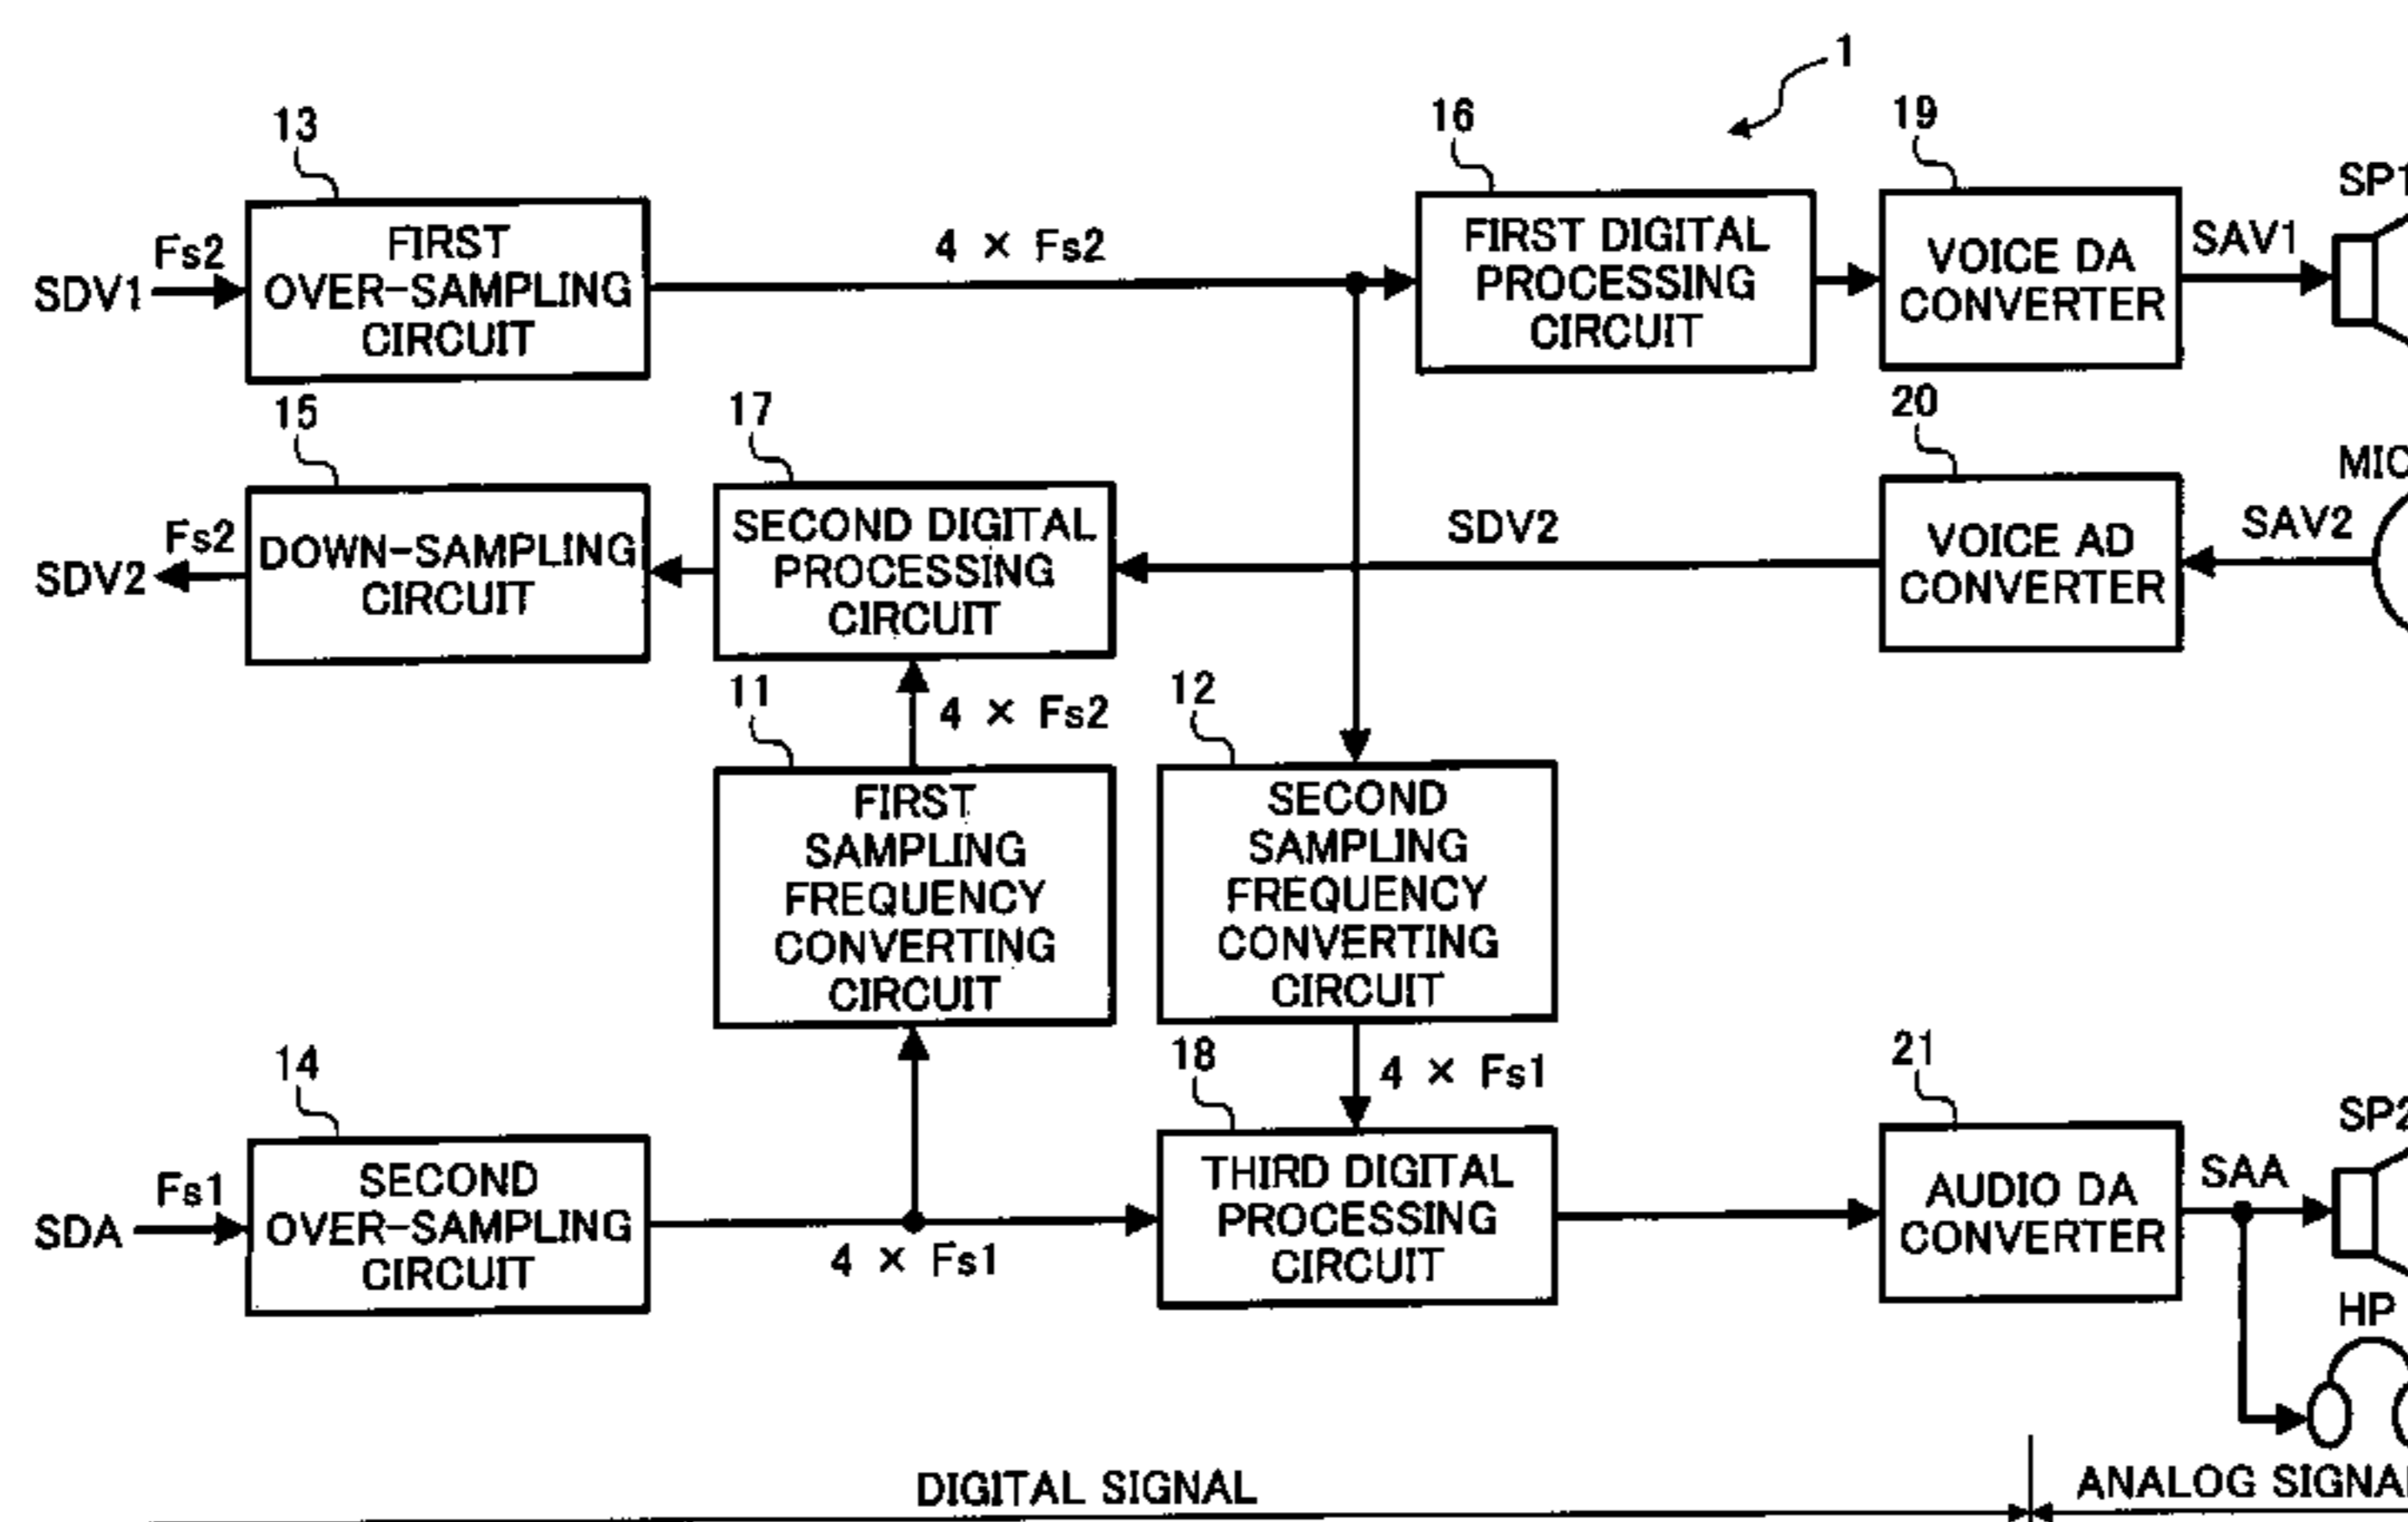 1
13
16
19
SP1
SDV1
Fs2
FIRST
OVER-SAMPLING
CIRCUIT
4 × Fs2
FIRST DIGITAL
PROCESSING
CIRCUIT
VOICE DA
CONVERTER
SAV1
15
17
20
MIC
SDV2
Fs2
DOWN-SAMPLING
CIRCUIT
SECOND DIGITAL
PROCESSING
CIRCUIT
SDV2
VOICE AD
CONVERTER
SAV2
11
4 × Fs2
12
FIRST
SAMPLING
FREQUENCY
CONVERTING
CIRCUIT
SECOND
SAMPLING
FREQUENCY
CONVERTING
CIRCUIT
14
18
4 × Fs1
21
SP2
SDA
Fs1
SECOND
OVER-SAMPLING
CIRCUIT
4 × Fs1
THIRD DIGITAL
PROCESSING
CIRCUIT
AUDIO DA
CONVERTER
SAA
HP
DIGITAL SIGNAL
ANALOG SIGNAL